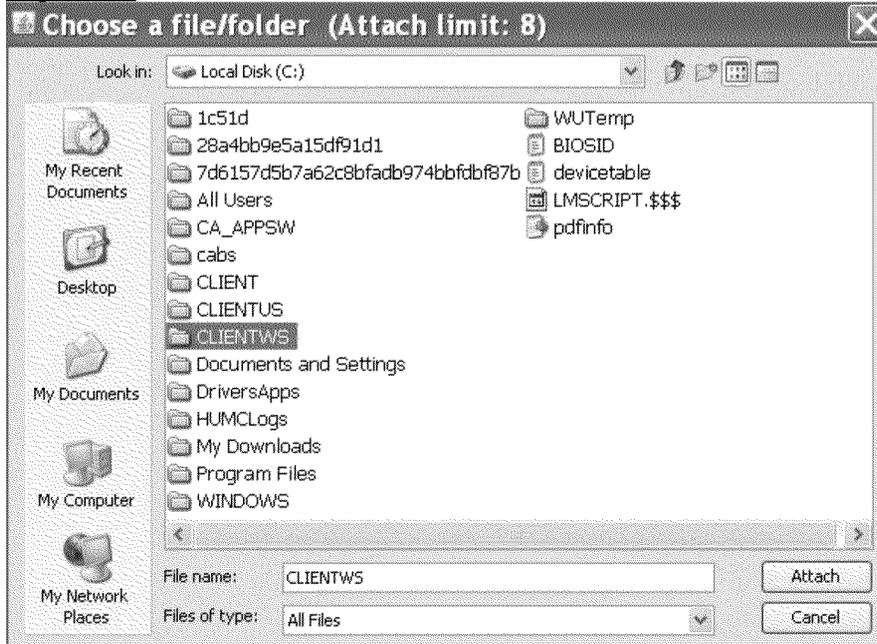 Choose a file/folder (Attach limit: 8)
Look in: Local Disk (C:)
My Recent Documents
Desktop
My Documents
My Computer
My Network Places
1c51d
28a4bb9e5a15df91d1
7d6157d5b7a62c8bfadb974bbfdbf87b
All Users
CA_APPSW
cabs
CLIENT
CLIENTUS
CLIENTWS
Documents and Settings
DriversApps
HUMCLogs
My Downloads
Program Files
WINDOWS
WUTemp
BIOSID
devicetable
LMSCRIPT.$$$
pdfinfo
File name: CLIENTWS
Attach
Files of type: All Files
Cancel